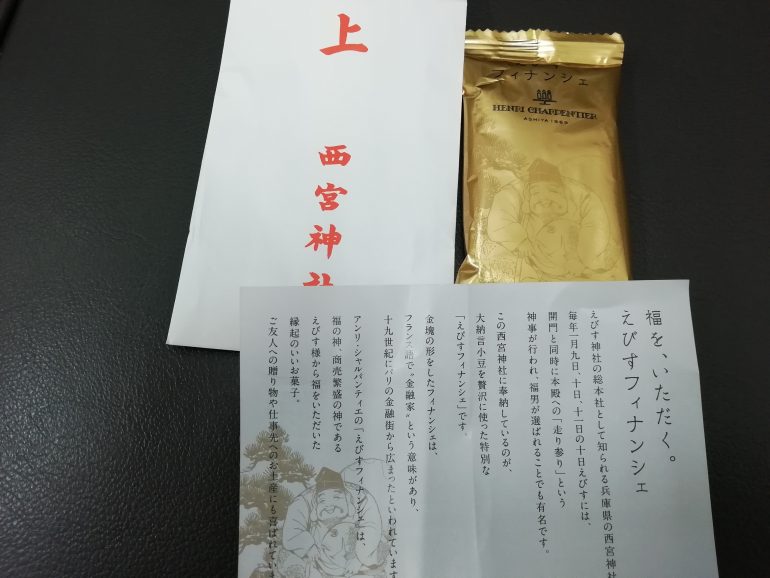 上
西宮神社
フィナンシェ
HENRI CHARPENTIER
ASHIYA 1969
福を、いただく。
えびすフィナンシェ
えびす神社の総本社として知られる兵庫県の西宮神社
毎年一月九日、十日、十一日の十日えびすには、
開門と同時に本殿への「走り参り」という
神事が行われ、福男が選ばれることでも有名です。
この西宮神社に奉納しているのが、
大納言小豆を贅沢に使った特別な
「えびすフィナンシェ」です。
金塊の形をしたフィナンシェは、
フランス語で“金融家”という意味があり、
十九世紀にパリの金融街から広まったといわれています
アンリ・シャルパンティエの「えびすフィナンシェ」は、
福の神、商売繁盛の神である
えびす様から福をいただいた
縁起のいいお菓子。
ご友人への贈り物や仕事先へのお土産にも喜ばれてい